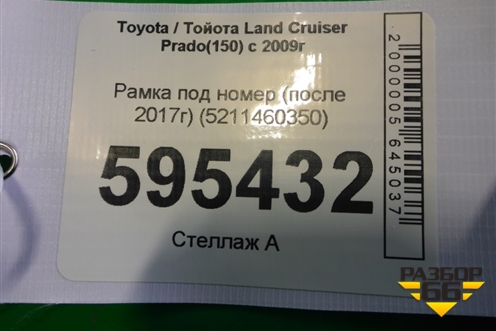 Toyota / Тойота Land Cruiser
Prado(150) с 2009г
Рамка под номер (после
2017г) (5211460350)
595432
Стеллаж А
2000005645037
РАЗБОР
66